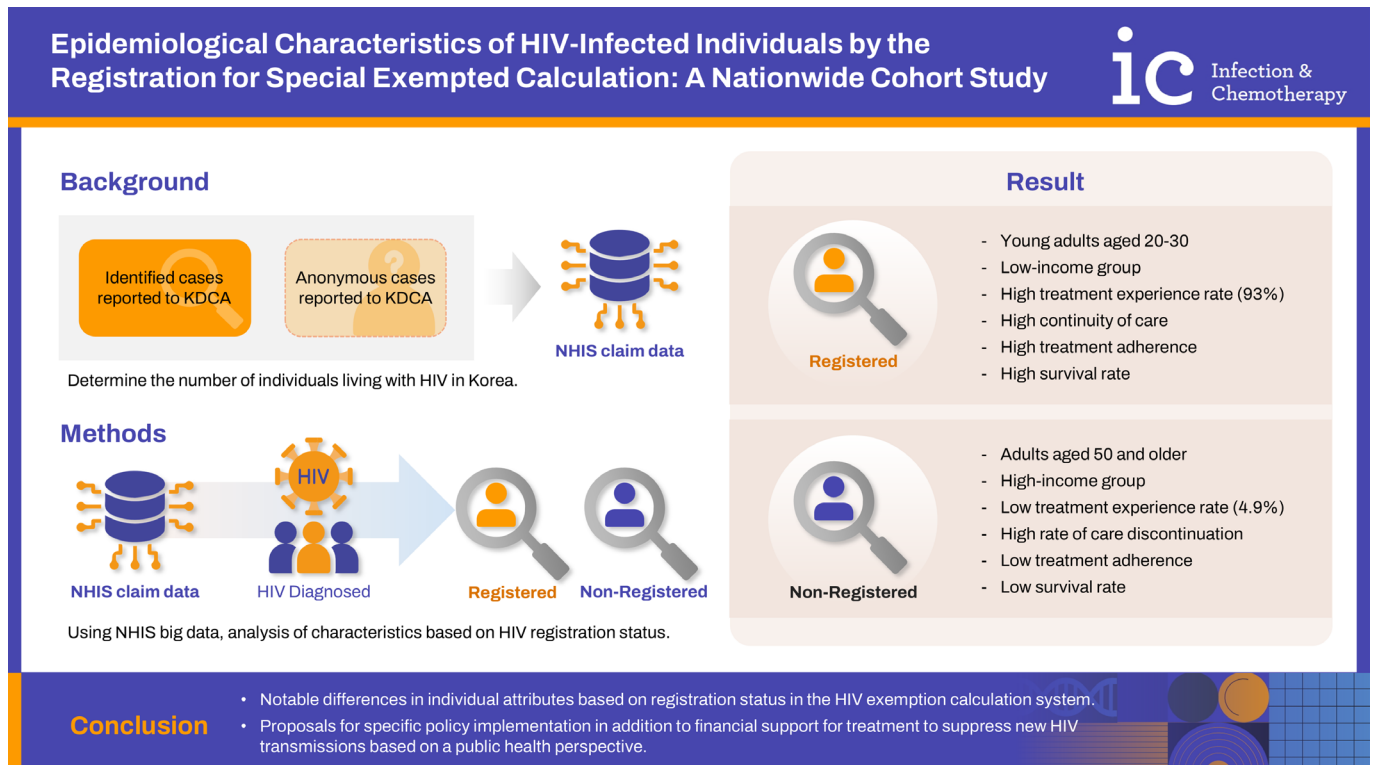 Epidemiological Characteristics of HIV-Infected Individuals by the
Registration for Special Exempted Calculation: A Nationwide Cohort Study
ic
Infection &
Chemotherapy
Background
Identified cases
reported to KDCA
?
Anonymous cases
reported to KDCA
NHIS claim data
Determine the number of individuals living with HIV in Korea.
Methods
HIV
NHIS claim data
HIV Diagnosed
Registered
Non-Registered
Using NHIS big data, analysis of characteristics based on HIV registration status.
Result
Registered
- Young adults aged 20-30
- Low-income group
- High treatment experience rate (93%)
- High continuity of care
- High treatment adherence
- High survival rate
Non-Registered
- Adults aged 50 and older
- High-income group
- Low treatment experience rate (4.9%)
- High rate of care discontinuation
- Low treatment adherence
- Low survival rate
Conclusion
• Notable differences in individual attributes based on registration status in the HIV exemption calculation system.
• Proposals for specific policy implementation in addition to financial support for treatment to suppress new HIV
transmissions based on a public health perspective.